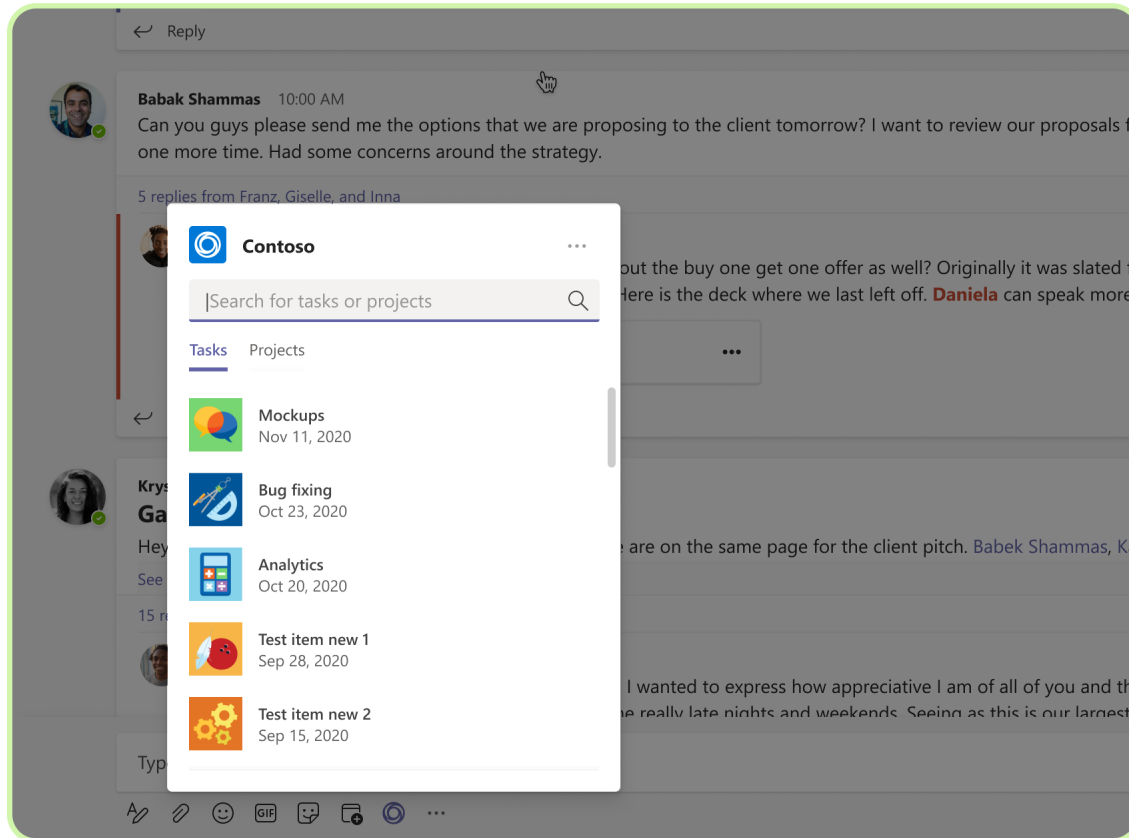 Reply
Babak Shammas 10:00 AM
Can you guys please send me the options that we are proposing to the client tomorrow? I want to review our proposals
one more time. Had some concerns around the strategy.
5 replies from Franz, Giselle, and Inna
Contoso
out the buy one get one offer as well? Originally it was slated
Search for tasks or projects
Here is the deck where we last left off. Daniela can speak more
Tasks Projects
Mockups
Nov 11, 2020
Bug fixing
Oct 23, 2020
Krys
Ga
Hey
are on the same page for the client pitch. Babek Shammas,
Analytics
See
Oct 20, 2020
15 re
Test item new 1
Sep 28, 2020
I wanted to express how appreciative I am of all of you and
really late nights and weekends. Seeing as this is our largest
Test item new 2
Sep 15, 2020
Typ
GIF